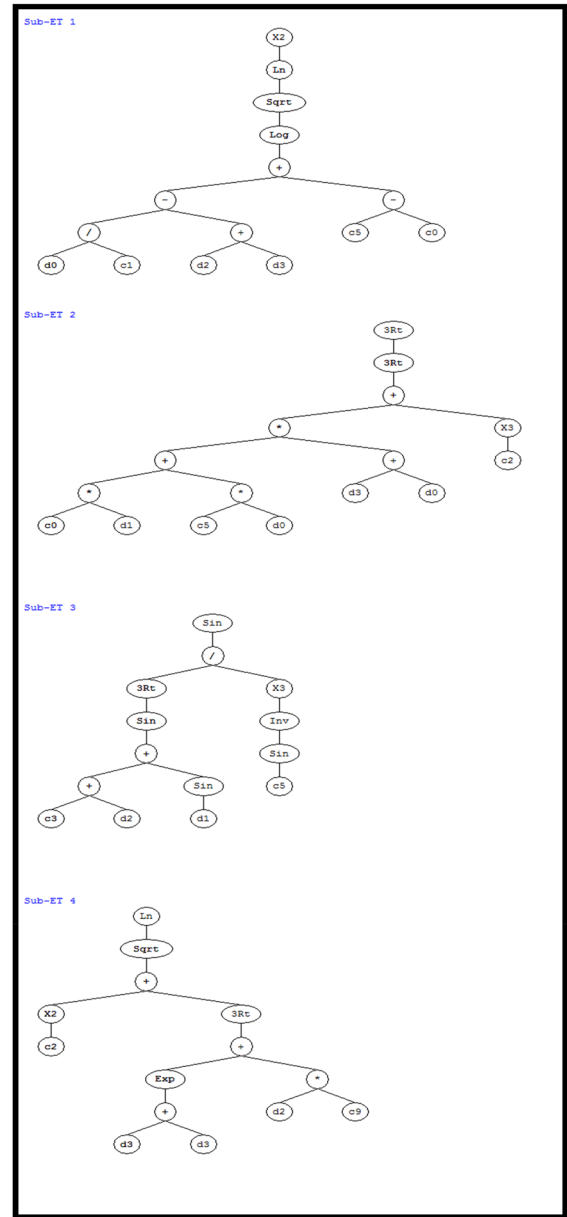 Sub-ET 1
X2
Ln
Sqrt
Log
+
- -
/ + c5 c0
d0 c1 d2 d3
Sub-ET 2
3Rt
3Rt
+
* X3
+ + c2
* * d3 d0
c0 d1 c5 d0
Sub-ET 3
Sin
/
3Rt X3
Sin Inv
+ Sin
+ Sin c5
c3 d2 d1
Sub-ET 4
Ln
Sqrt
+
X2 3Rt
c2 +
Exp *
+ d2 c9
d3 d3